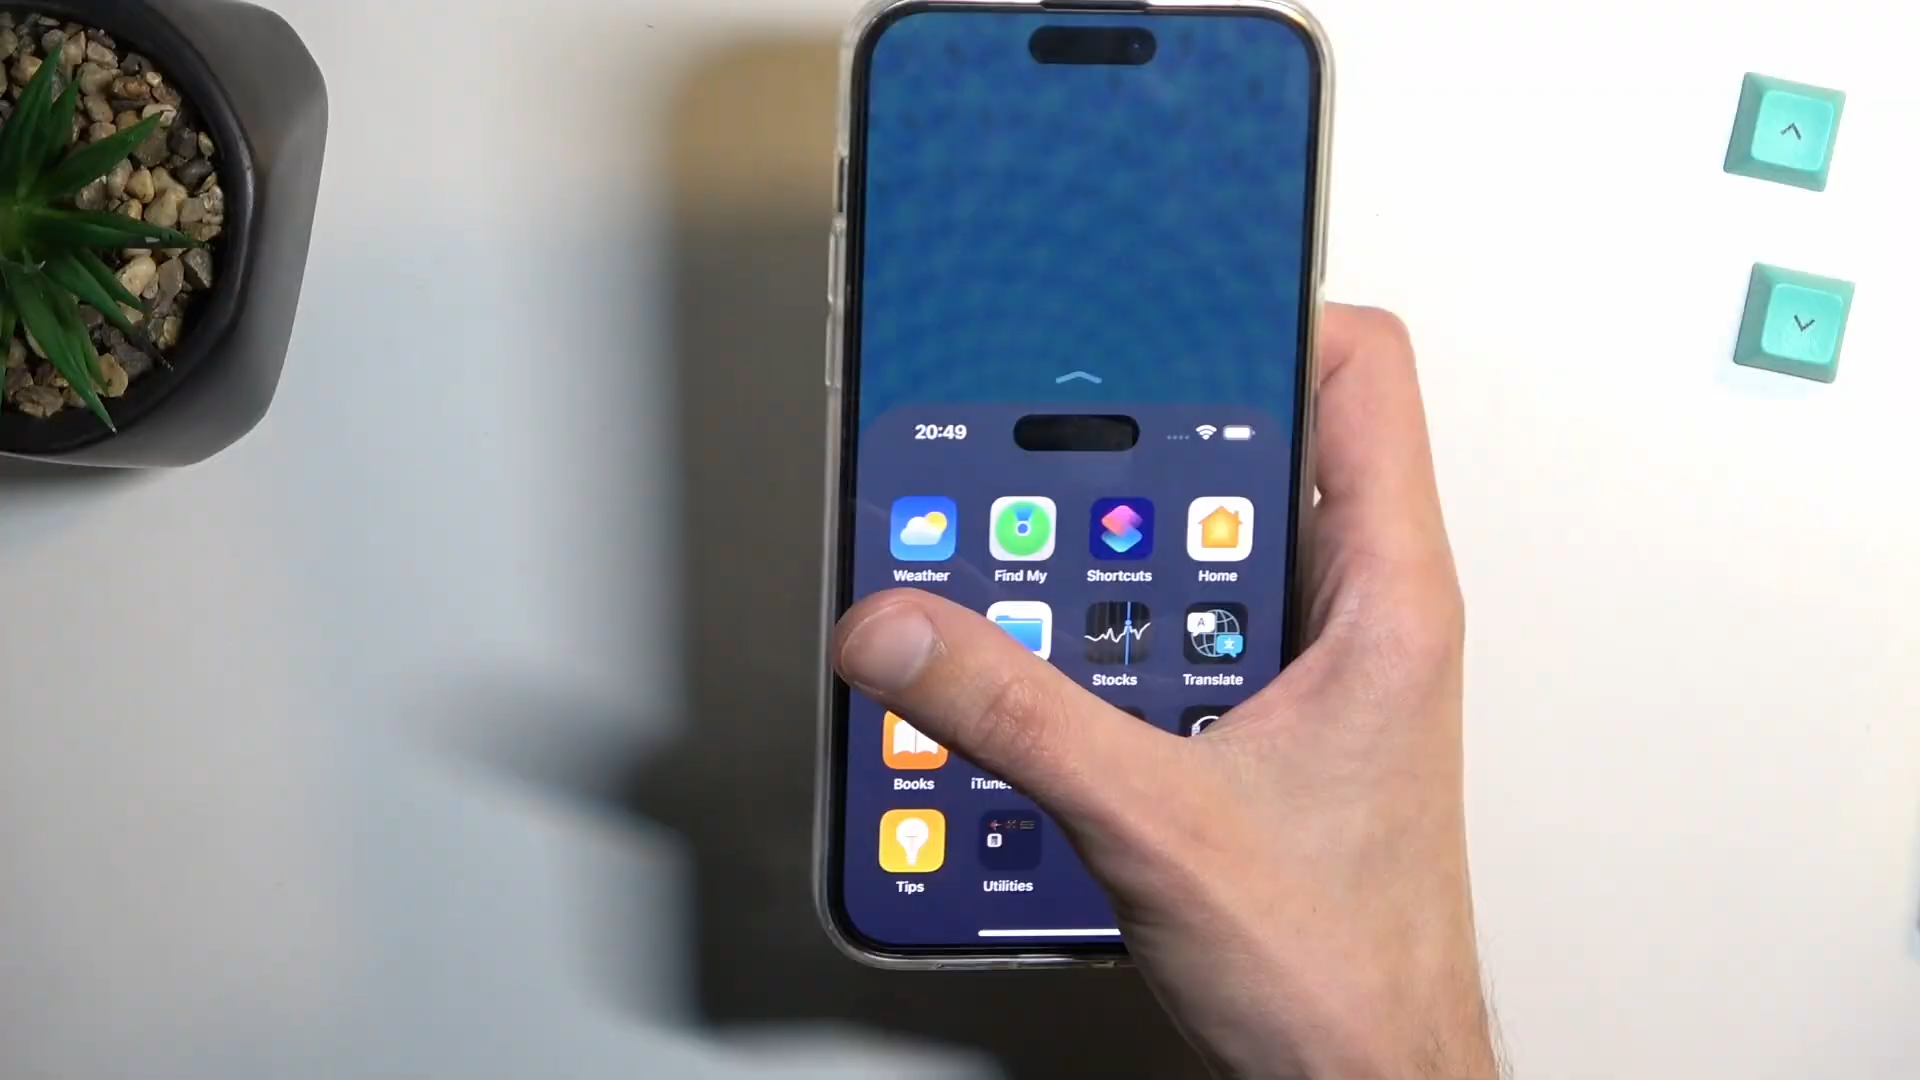 20:49
Weather Find My Shortcuts Home
Stocks Translate
Books
Tips Utilities